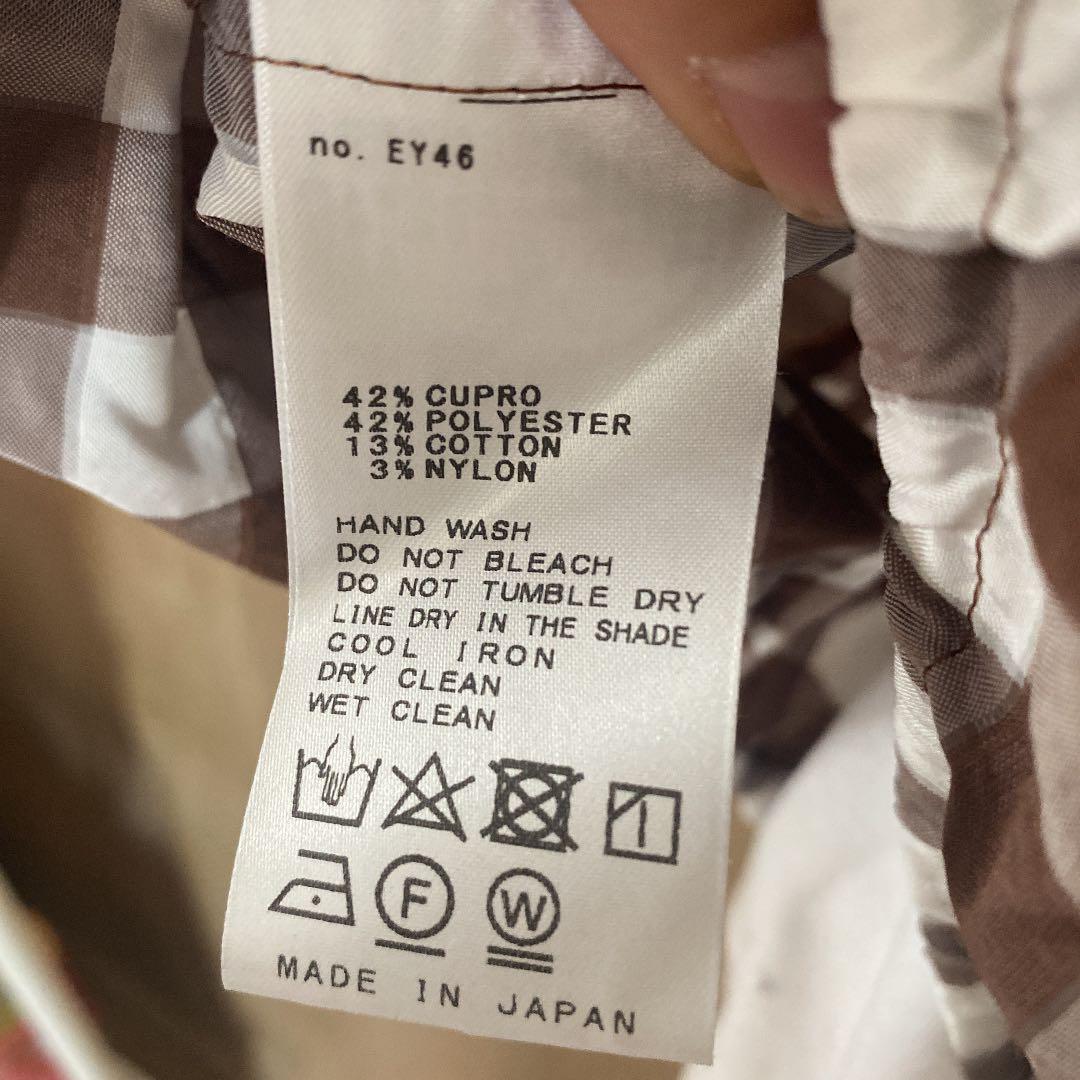 no. EY46
42% CUPRO
42% POLYESTER
13% COTTON
3% NYLON
HAND WASH
DO NOT BLEACH
DO NOT TUMBLE DRY
LINE DRY IN THE SHADE
COOL IRON
DRY CLEAN
WET CLEAN
F W
MADE IN JAPAN